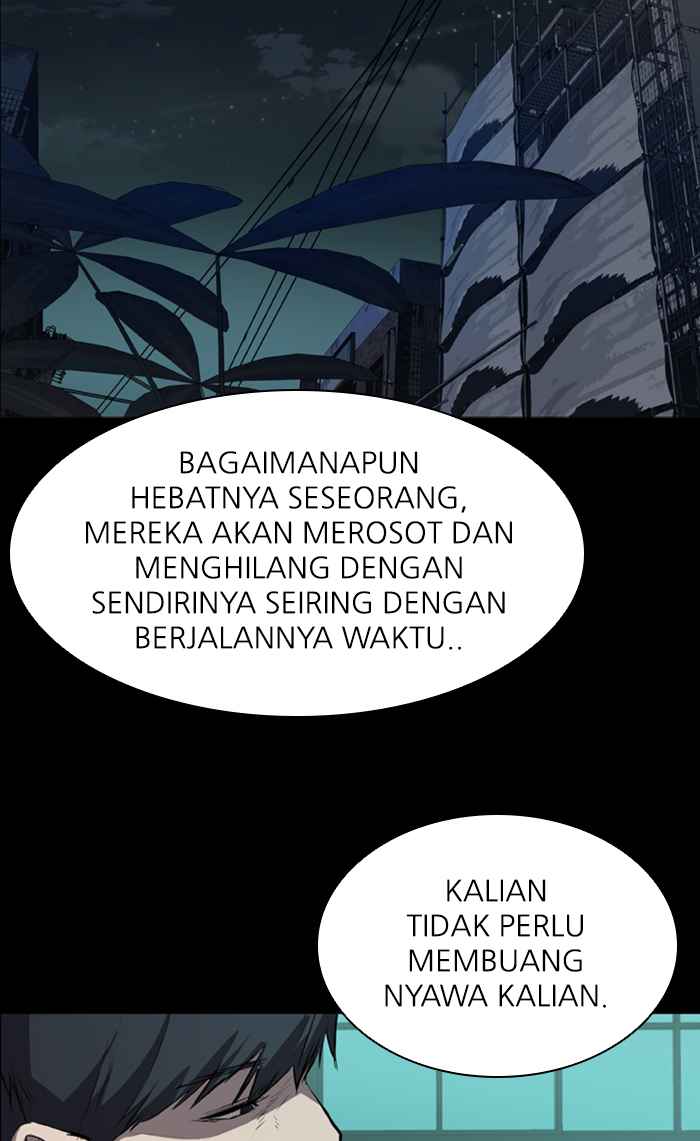 BAGAIMANAPUN
HEBATNYA SESEORANG,
MEREKA AKAN MEROSOT DAN
MENGHILANG DENGAN
SENDIRINYA SEIRING DENGAN
BERJALANNYA WAKTU..
KALIAN
TIDAK PERLU
MEMBUANG
NYAWA KALIAN.